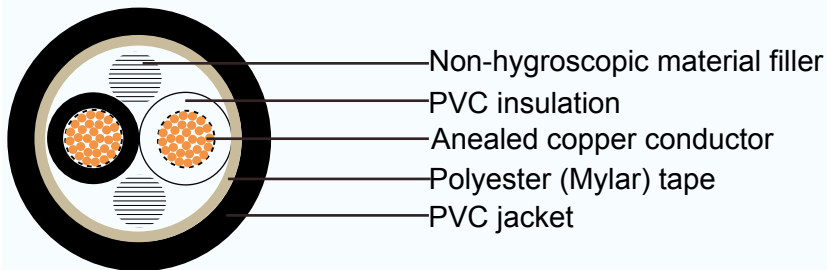 Non-hygroscopic material filler
PVC insulation
Anealed copper conductor
Polyester (Mylar) tape
PVC jacket